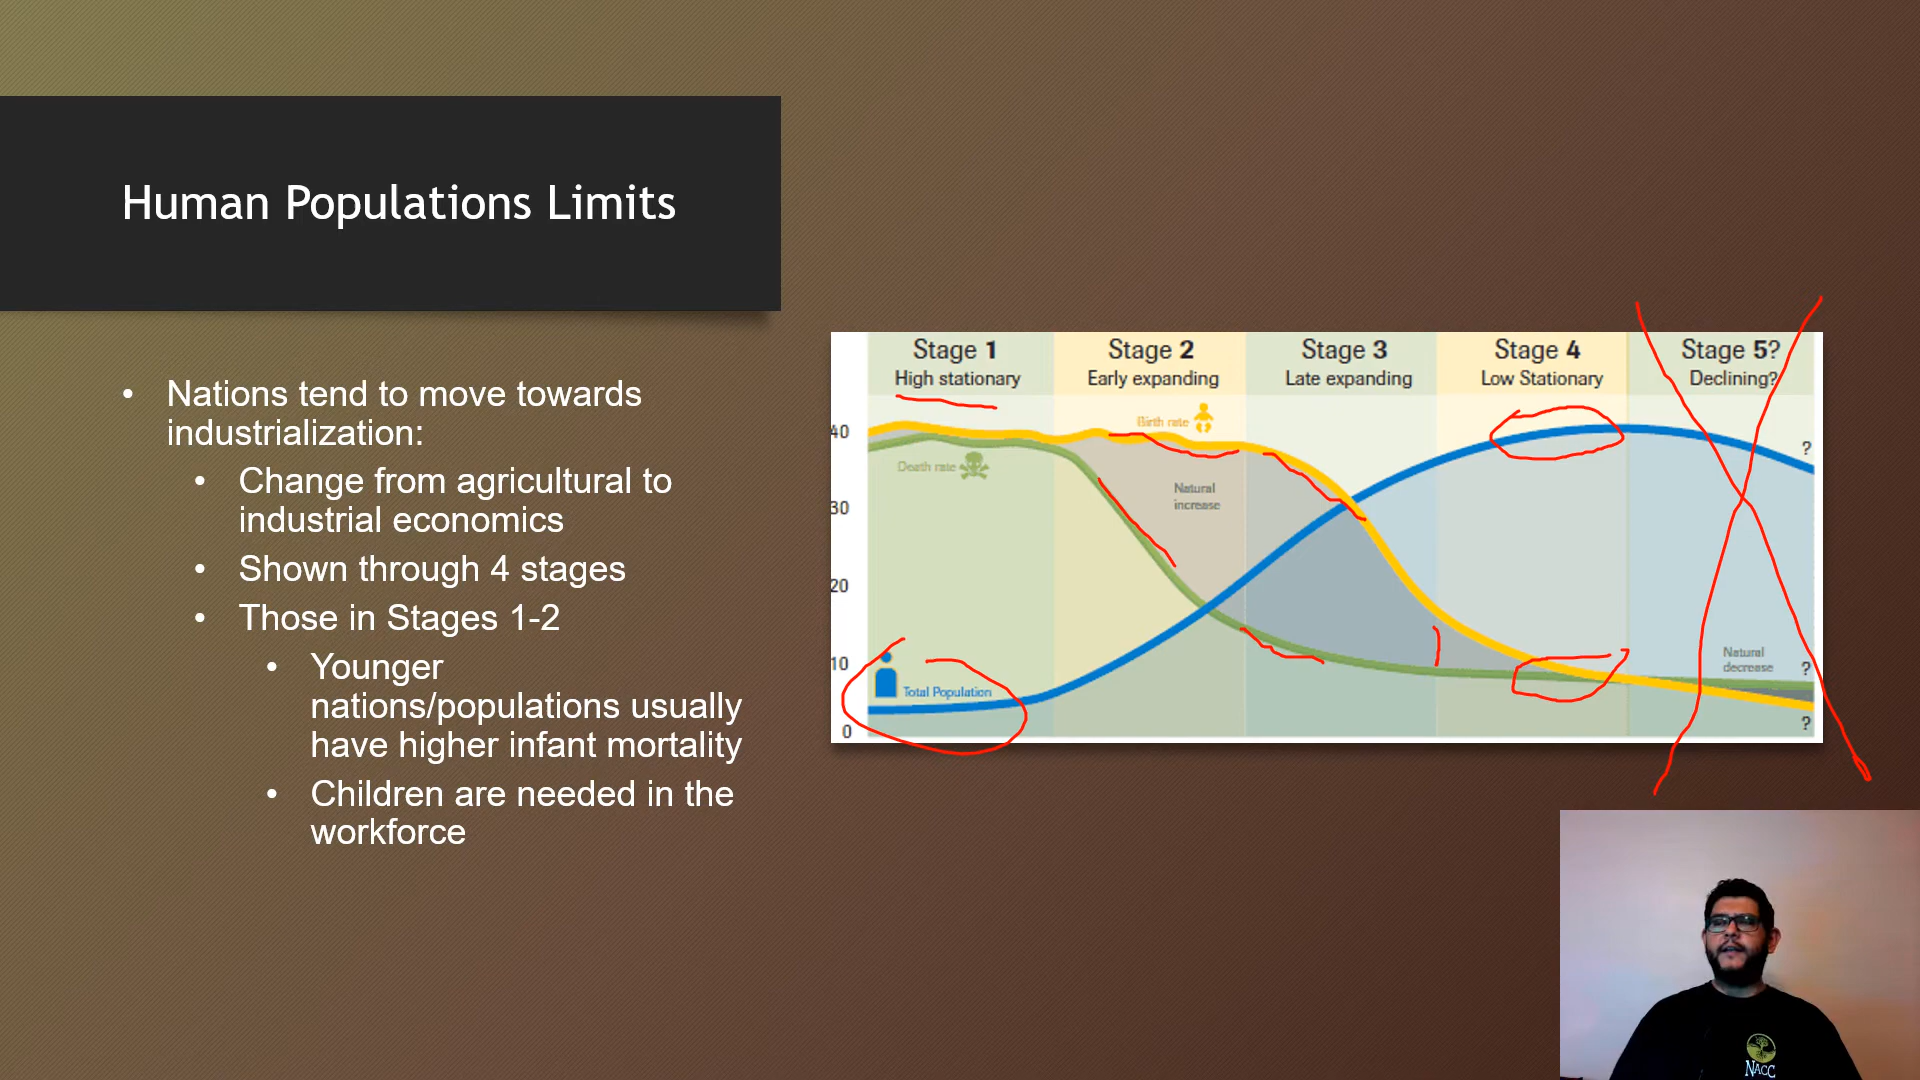 Human Populations Limits
• Nations tend to move towards
industrialization:
• Change from agricultural to
industrial economics
• Shown through 4 stages
• Those in Stages 1-2
• Younger
nations/populations usually
have higher infant mortality
• Children are needed in the
workforce
Stage 1
High stationary
Stage 2
Early expanding
Stage 3
Late expanding
Stage 4
Low Stationary
Stage 5?
Declining?
40
30
20
10
0
Birth rate
Death rate
Natural
increase
Total Population
Natural
decrease
?
?
?
NACC